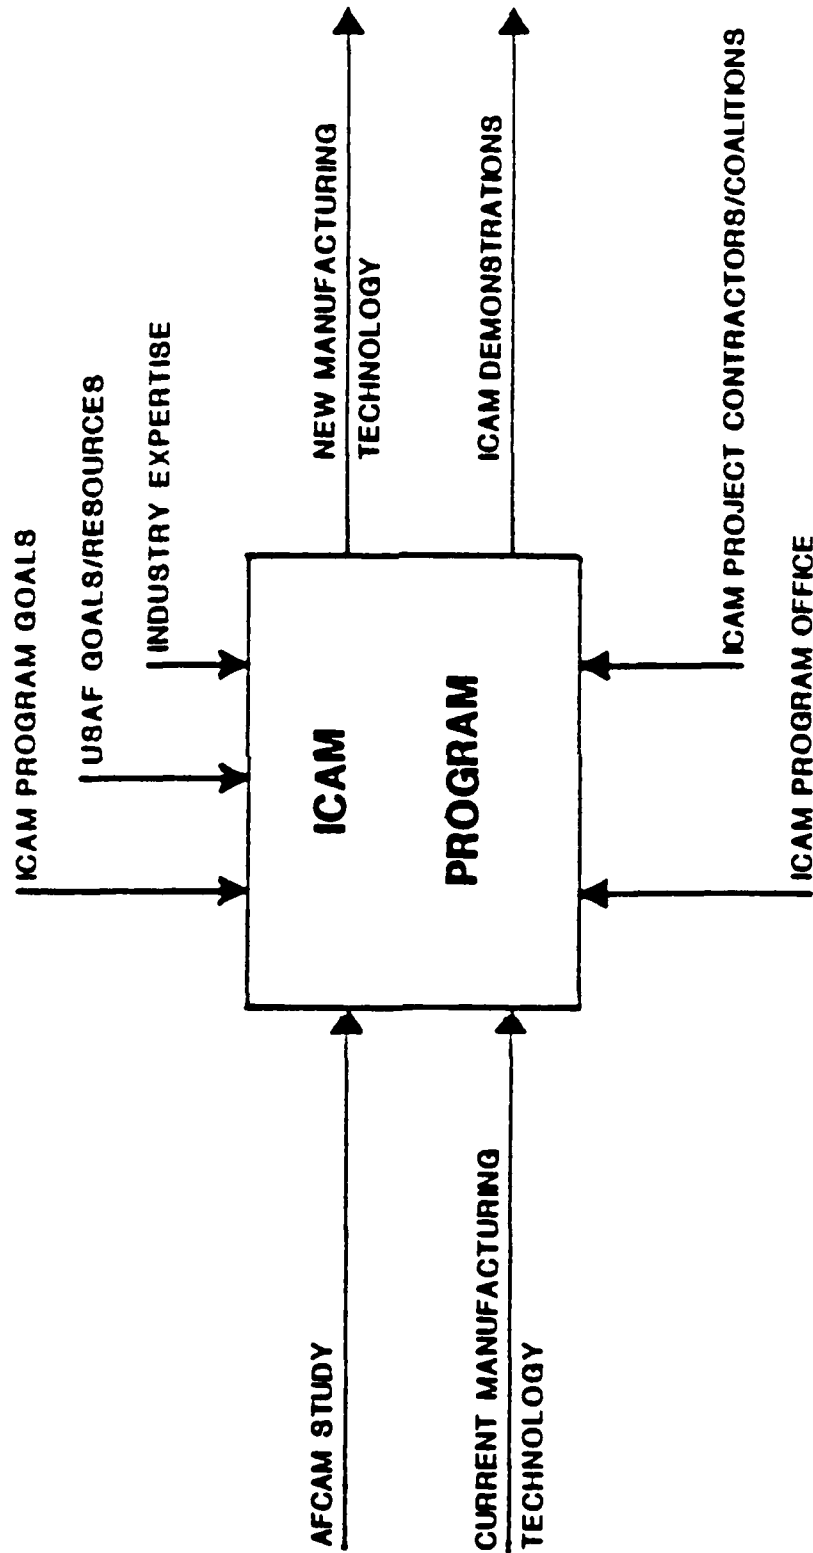 ICAM PROGRAM GOALS
USAF GOALS/RESOURCES
INDUSTRY EXPERTISE
AFCAM STUDY
CURRENT MANUFACTURING
TECHNOLOGY
ICAM
PROGRAM
NEW MANUFACTURING
TECHNOLOGY
ICAM DEMONSTRATIONS
ICAM PROJECT CONTRACTORS/COALITIONS
ICAM PROGRAM OFFICE